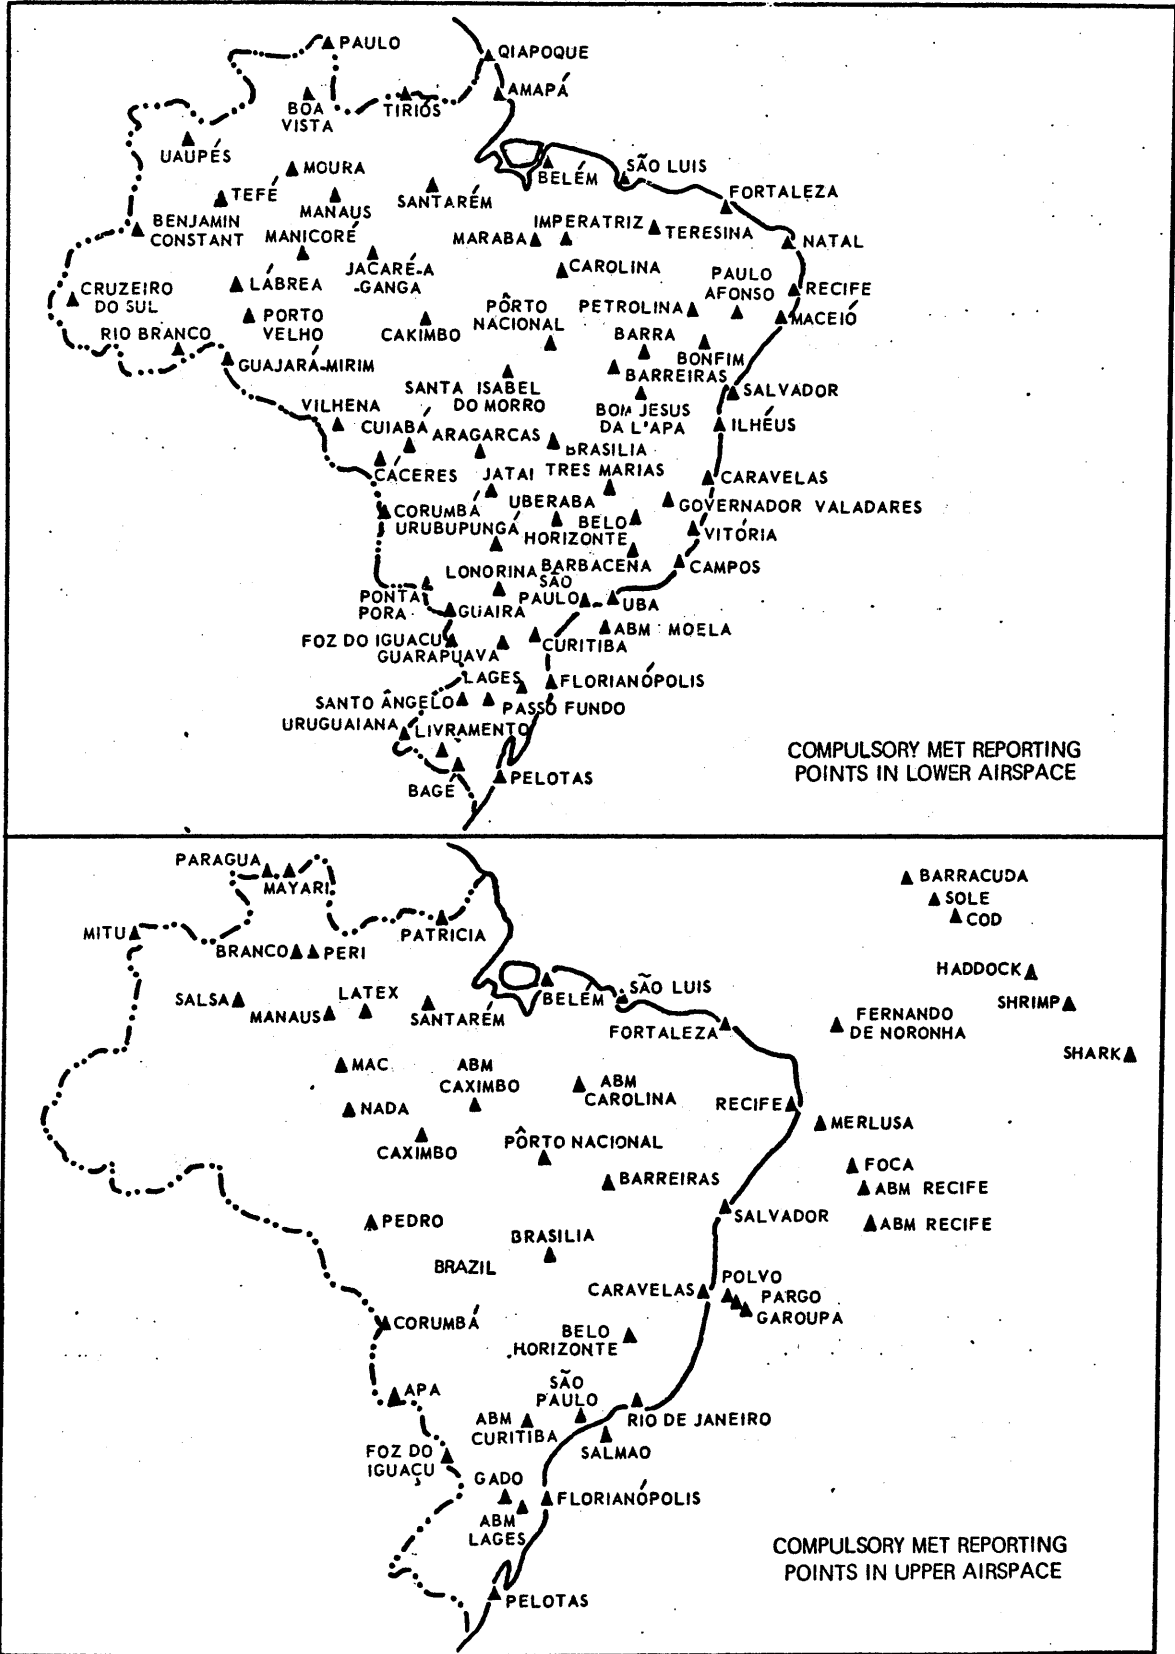 PAULO
QIAPOQUE
AMAPÁ
BOA
VISTA
TIRIÓS
UAUPÉS
MOURA
BELÉM
SÃO LUIS
TEFÉ
MANAUS
SANTARÉM
FORTALEZA
BENJAMIN
CONSTANT
MANICORÉ
IMPERATRIZ
MARABA
TERESINA
NATAL
JACARÉ-A
-GANGA
CAROLINA
PAULO
AFONSO
RECIFE
CRUZEIRO
DO SUL
LÁBREA
PÔRTO
NACIONAL
PETROLINA
MACEIÓ
PORTO
VELHO
RIO BRANCO
CAKIMBO
BARRA
BONFIM
GUAJARÁ-MIRIM
BARREIRAS
SANTA ISABEL
DO MORRO
SALVADOR
VILHENA
BOM JESUS
DA L'APA
ILHÉUS
CUIABÁ
ARAGARCAS
BRASILIA
CÁCERES
JATAI
TRES MARIAS
CARAVELAS
CORUMBÁ
UBERABA
GOVERNADOR VALADARES
URUBUPUNGÁ
BELO
HORIZONTE
VITÓRIA
LONORINA
BARBACENA
CAMPOS
PONTA
PORA
SÃO
PAULO
UBA
GUAIRA
ABM MOELA
FOZ DO IGUACU
GUARAPUAVA
CURITIBA
LAGES
FLORIANÓPOLIS
SANTO ÂNGELO
PASSO FUNDO
URUGUAIANA
LIVRAMENTO
BAGÉ
PELOTAS
COMPULSORY MET REPORTING
POINTS IN LOWER AIRSPACE
PARAGUA
MAYARI
BARRACUDA
SOLE
COD
MITU
PATRICIA
BRANCO
PERI
HADDOCK
SALSA
LATEX
MANAUS
SANTARÉM
BELÉM
SÃO LUIS
SHRIMP
FORTALEZA
FERNANDO
DE NORONHA
SHARK
MAC
ABM
CAXIMBO
ABM
CAROLINA
NADA
RECIFE
MERLUSA
CAXIMBO
PÔRTO NACIONAL
FOCA
BARREIRAS
ABM RECIFE
PEDRO
SALVADOR
ABM RECIFE
BRASILIA
BRAZIL
CARAVELAS
POLVO
PARGO
GAROUPA
CORUMBÁ
BELO
HORIZONTE
APA
SÃO
PAULO
ABM
CURITIBA
RIO DE JANEIRO
SALMAO
FOZ DO
IGUAÇU
GADO
FLORIANÓPOLIS
ABM
LAGES
PELOTAS
COMPULSORY MET REPORTING
POINTS IN UPPER AIRSPACE